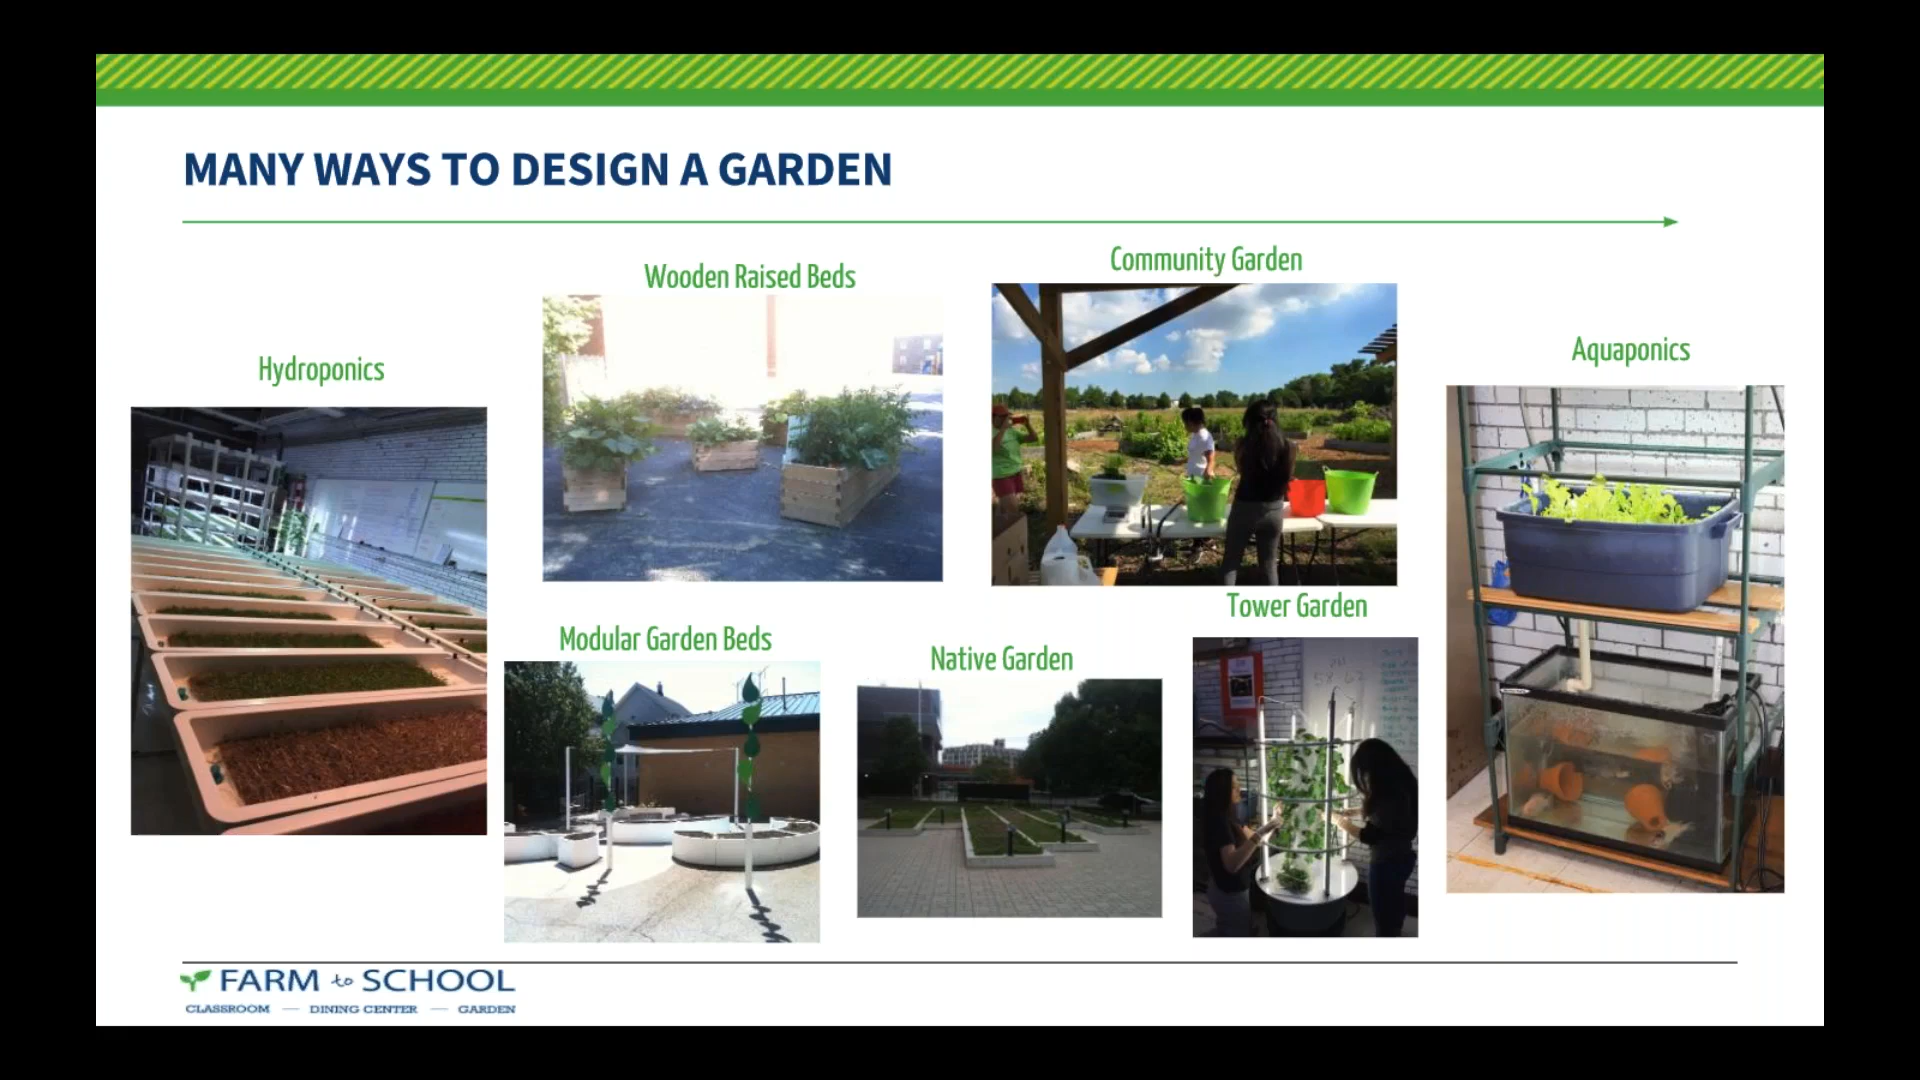 MANY WAYS TO DESIGN A GARDEN
Hydroponics
Wooden Raised Beds
Community Garden
Aquaponics
Modular Garden Beds
Native Garden
Tower Garden
FARM to SCHOOL
CLASSROOM — DINING CENTER — GARDEN